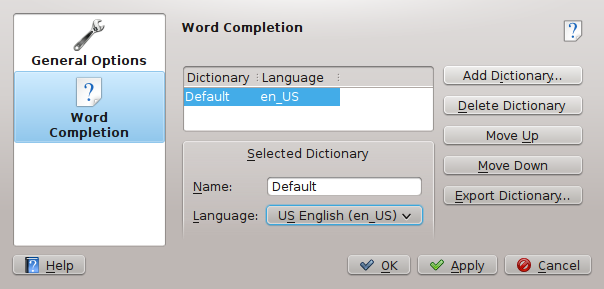 General Options
Word
Completion
Word Completion
Dictionary Language
Default en_US
Add Dictionary...
Delete Dictionary
Move Up
Move Down
Export Dictionary...
Selected Dictionary
Name: Default
Language: US English (en_US)
Help
OK
Apply
Cancel